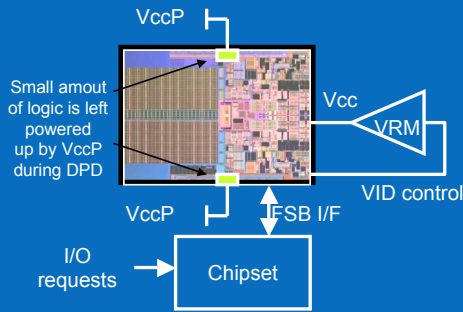 VccP
Small amout
of logic is left
powered
up by VccP
during DPD
Vcc
VRM
VID control
VccP
FSB I/F
I/O
requests
Chipset